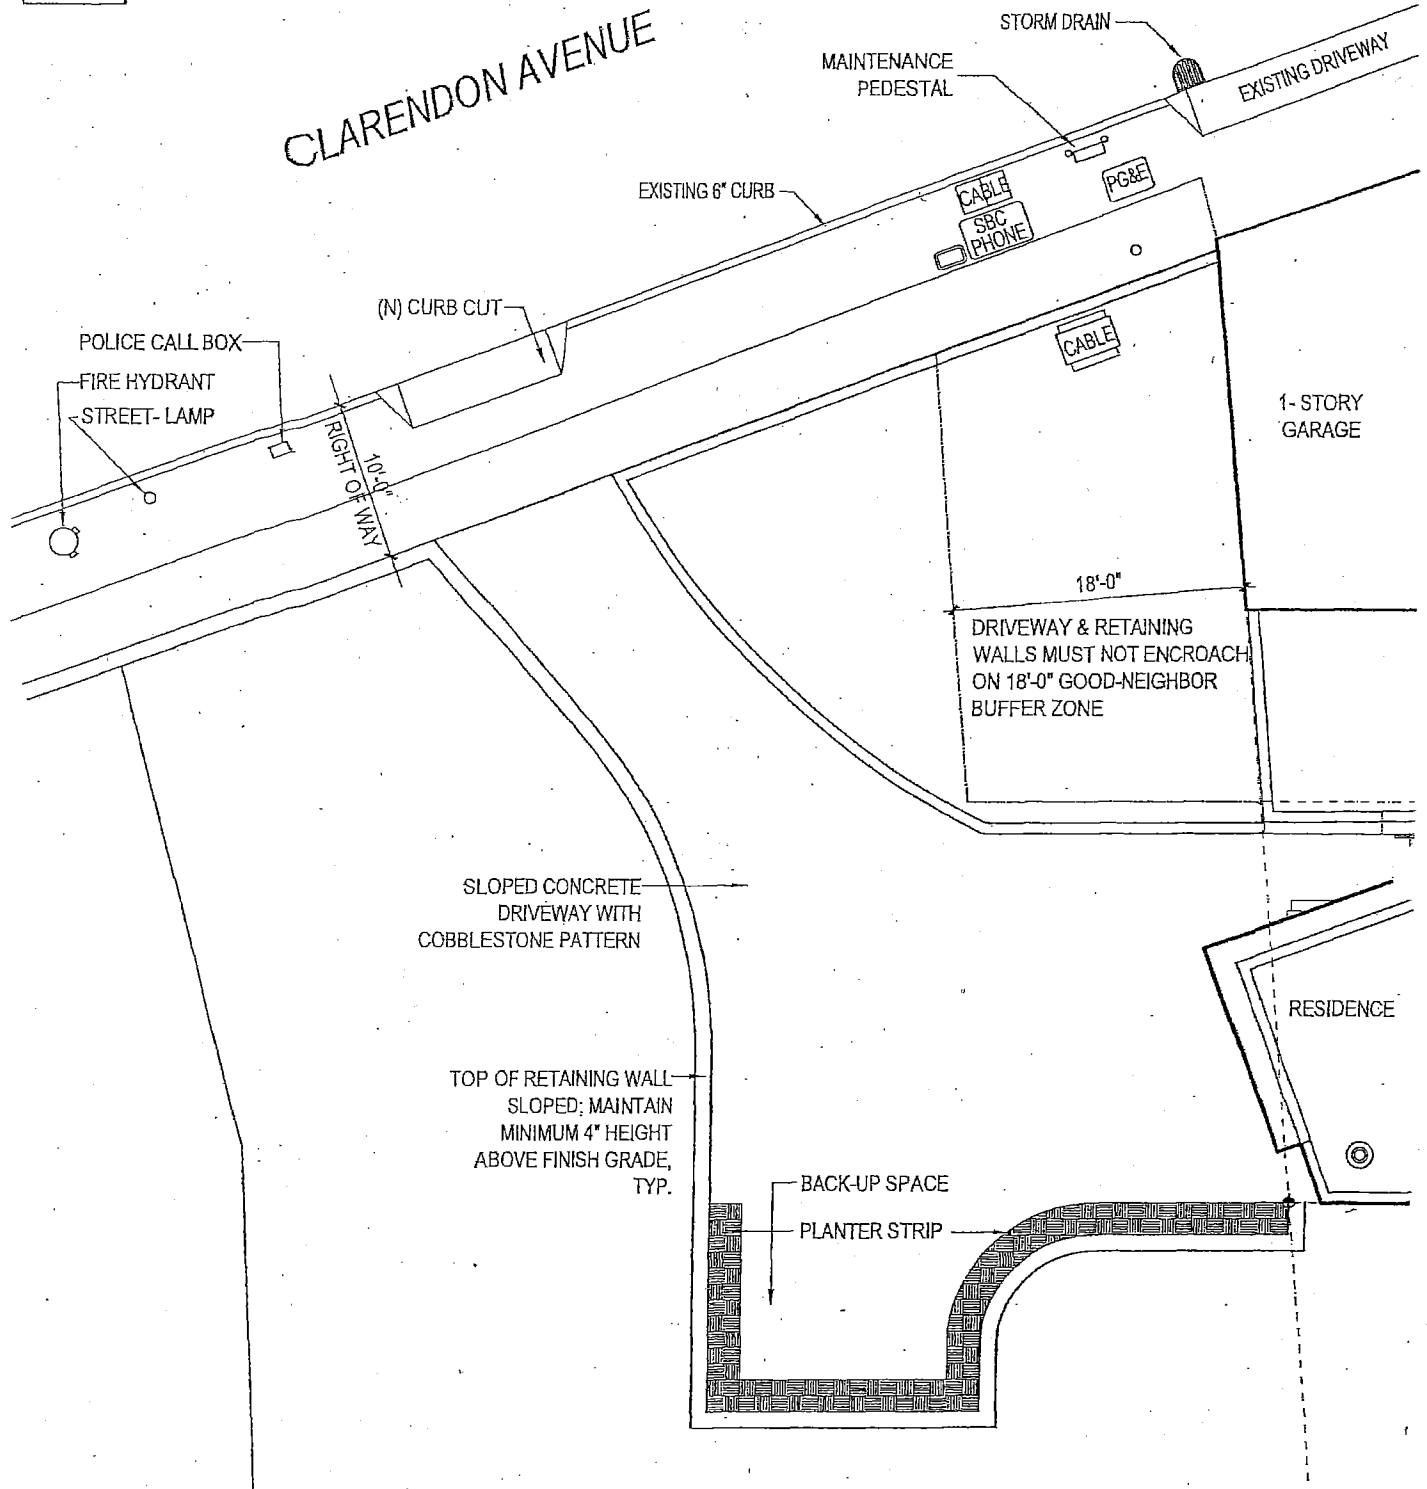 STORM DRAIN
CLARENDON AVENUE
MAINTENANCE
PEDESTAL
EXISTING DRIVEWAY
EXISTING 6" CURB
CABLE
PG&E
SBC
PHONE
(N) CURB CUT
POLICE CALL BOX
CABLE
FIRE HYDRANT
STREET- LAMP
1- STORY
GARAGE
10'-0"
RIGHT OF WAY
18'-0"
DRIVEWAY & RETAINING
WALLS MUST NOT ENCROACH
ON 18'-0" GOOD-NEIGHBOR
BUFFER ZONE
SLOPED CONCRETE
DRIVEWAY WITH
COBBLESTONE PATTERN
RESIDENCE
TOP OF RETAINING WALL
SLOPED; MAINTAIN
MINIMUM 4" HEIGHT
ABOVE FINISH GRADE,
TYP.
BACK-UP SPACE
PLANTER STRIP